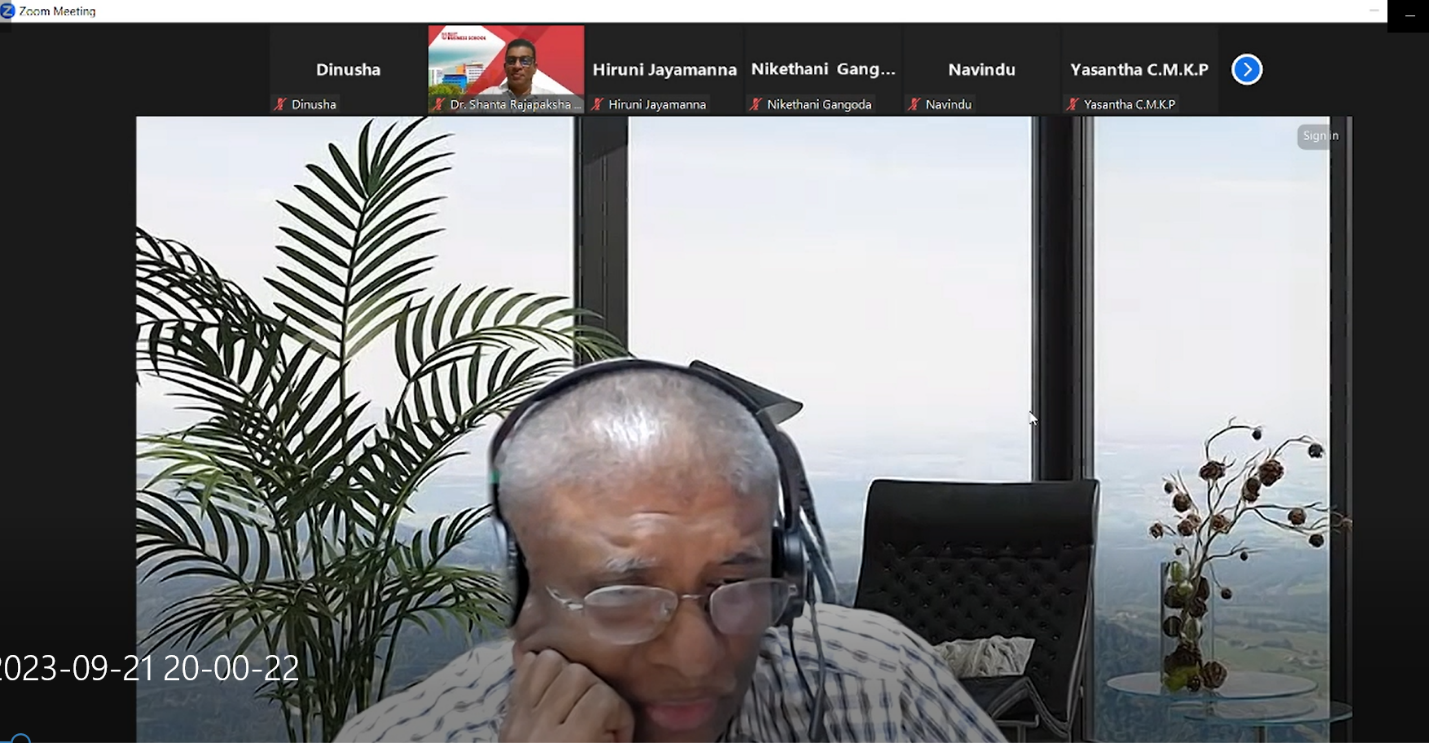 Zoom Meeting
Dinusha
Dinusha
Dr. Shanta Rajapaksha ...
Hiruni Jayamanna
Hiruni Jayamanna
Nikethani Gang...
Nikethani Gangoda
Navindu
Navindu
Yasantha C.M.K.P
Yasantha C.M.K.P
Sign in
2023-09-21 20-00-22